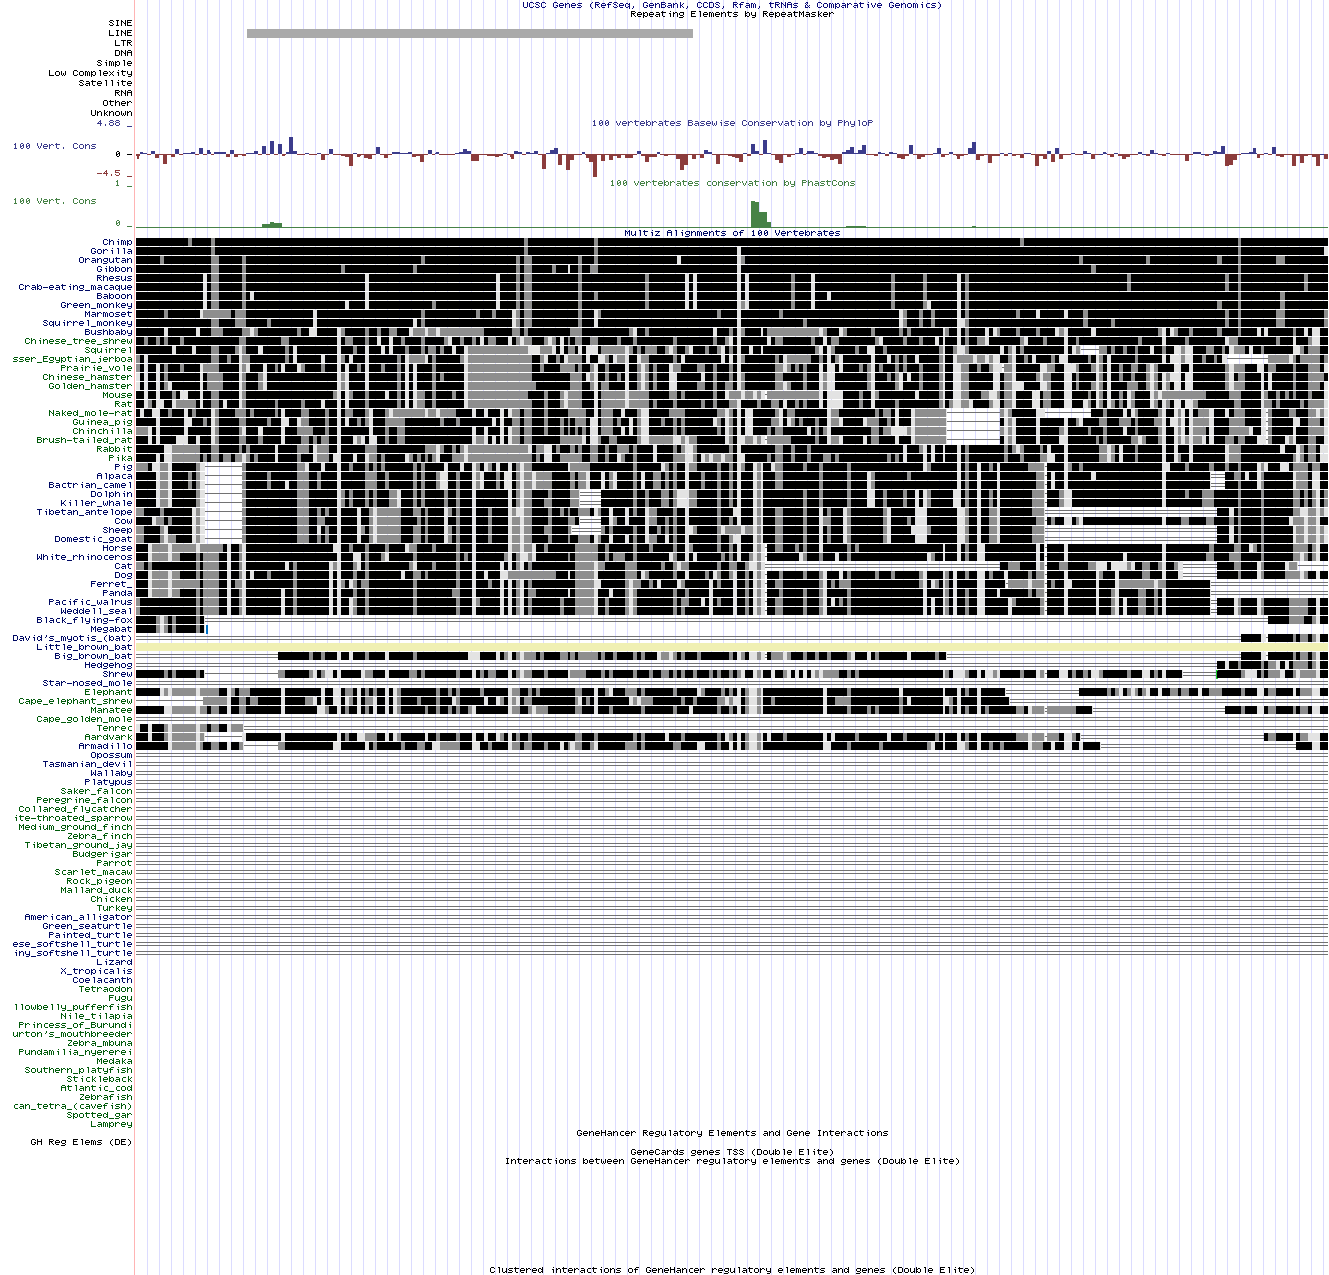 UCSC Genes (RefSeq, GenBank, CCDS, Rfam, tRNAs & Comparative Genomics)
Repeating Elements by RepeatMasker
SINE
LINE
LTR
DNA
Simple
Low Complexity
Satellite
RNA
Other
Unknown
4.88 _
100 vertebrates Basewise Conservation by PhyloP
100 Vert. Cons
0 -
-4.5 _
1 _
100 vertebrates conservation by PhastCons
100 Vert. Cons
0 _
Multiz Alignments of 100 Vertebrates
Chimp
Gorilla
Orangutan
Gibbon
Rhesus
Crab-eating_macaque
Baboon
Green_monkey
Marmoset
Squirrel_monkey
Bushbaby
Chinese_tree_shrew
Squirrel
sser_Egyptian_jerboa
Prairie_vole
Chinese_hamster
Golden_hamster
Mouse
Rat
Naked_mole-rat
Guinea_pig
Chinchilla
Brush-tailed_rat
Rabbit
Pika
Pig
Alpaca
Bactrian_camel
Dolphin
Killer_whale
Tibetan_antelope
Cow
Sheep
Domestic_goat
Horse
White_rhinoceros
Cat
Dog
Ferret_
Panda
Pacific_walrus
Weddell_seal
Black_flying-fox
Megabat
David's_myotis_(bat)
Little_brown_bat
Big_brown_bat
Hedgehog
Shrew
Star-nosed_mole
Elephant
Cape_elephant_shrew
Manatee
Cape_golden_mole
Tenrec
Aardvark
Armadillo
Opossum
Tasmanian_devil
Wallaby
Platypus
Saker_falcon
Peregrine_falcon
Collared_flycatcher
ite-throated_sparrow
Medium_ground_finch
Zebra_finch
Tibetan_ground_jay
Budgerigar
Parrot
Scarlet_macaw
Rock_pigeon
Mallard_duck
Chicken
Turkey
American_alligator
Green_seaturtle
Painted_turtle
ese_softshell_turtle
iny_softshell_turtle
Lizard
X_tropicalis
Coelacanth
Tetraodon
Fugu
llowbelly_pufferfish
Nile_tilapia
Princess_of_Burundi
urton's_mouthbreeder
Zebra_mbuna
Pundamilia_nyererei
Medaka
Southern_platyfish
Stickleback
Atlantic_cod
Zebrafish
can_tetra_(cavefish)
Spotted_gar
Lamprey
GeneHancer Regulatory Elements and Gene Interactions
GH Reg Elems (DE)
GeneCards genes TSS (Double Elite)
Interactions between GeneHancer regulatory elements and genes (Double Elite)
Clustered interactions of GeneHancer regulatory elements and genes (Double Elite)